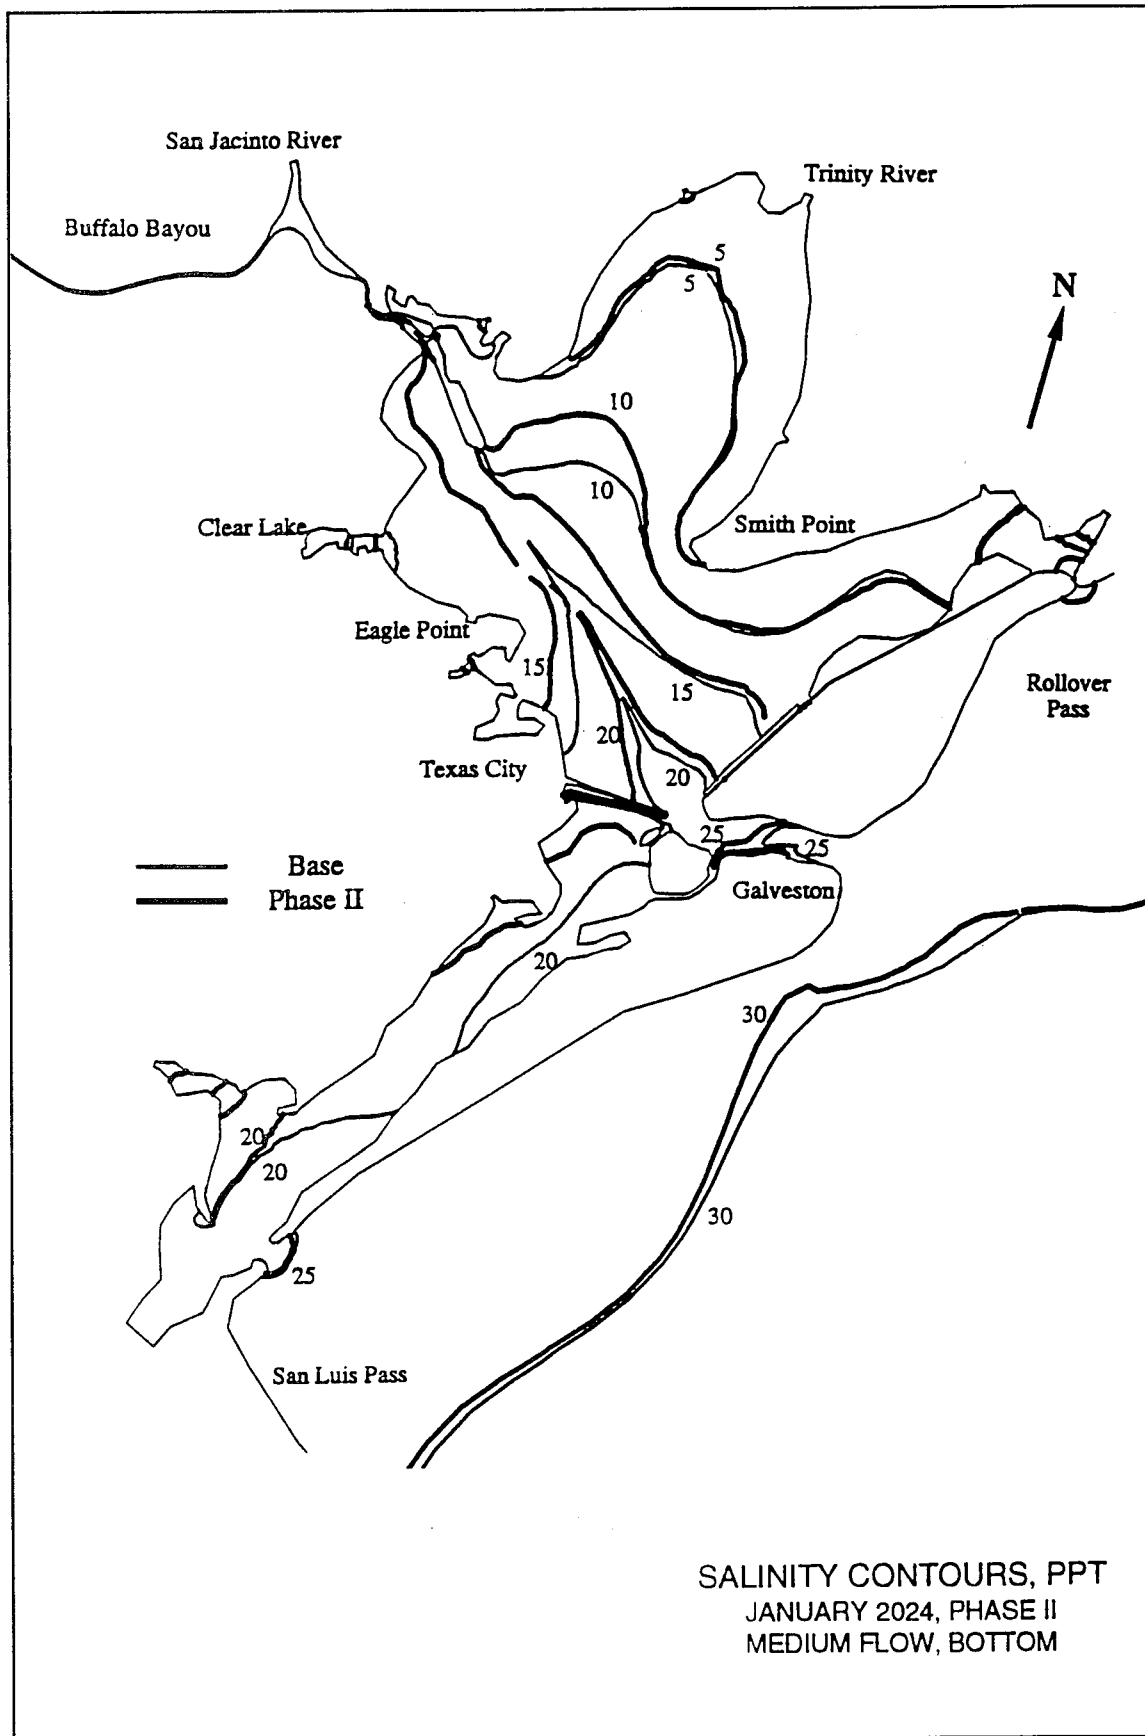 San Jacinto River
Trinity River
Buffalo Bayou
5
5
N
10
10
Clear Lake
Smith Point
Eagle Point
15
15
Rollover
Pass
20
20
Texas City
25
25
Base
Phase II
Galveston
20
30
20
20
30
25
San Luis Pass
SALINITY CONTOURS, PPT
JANUARY 2024, PHASE II
MEDIUM FLOW, BOTTOM